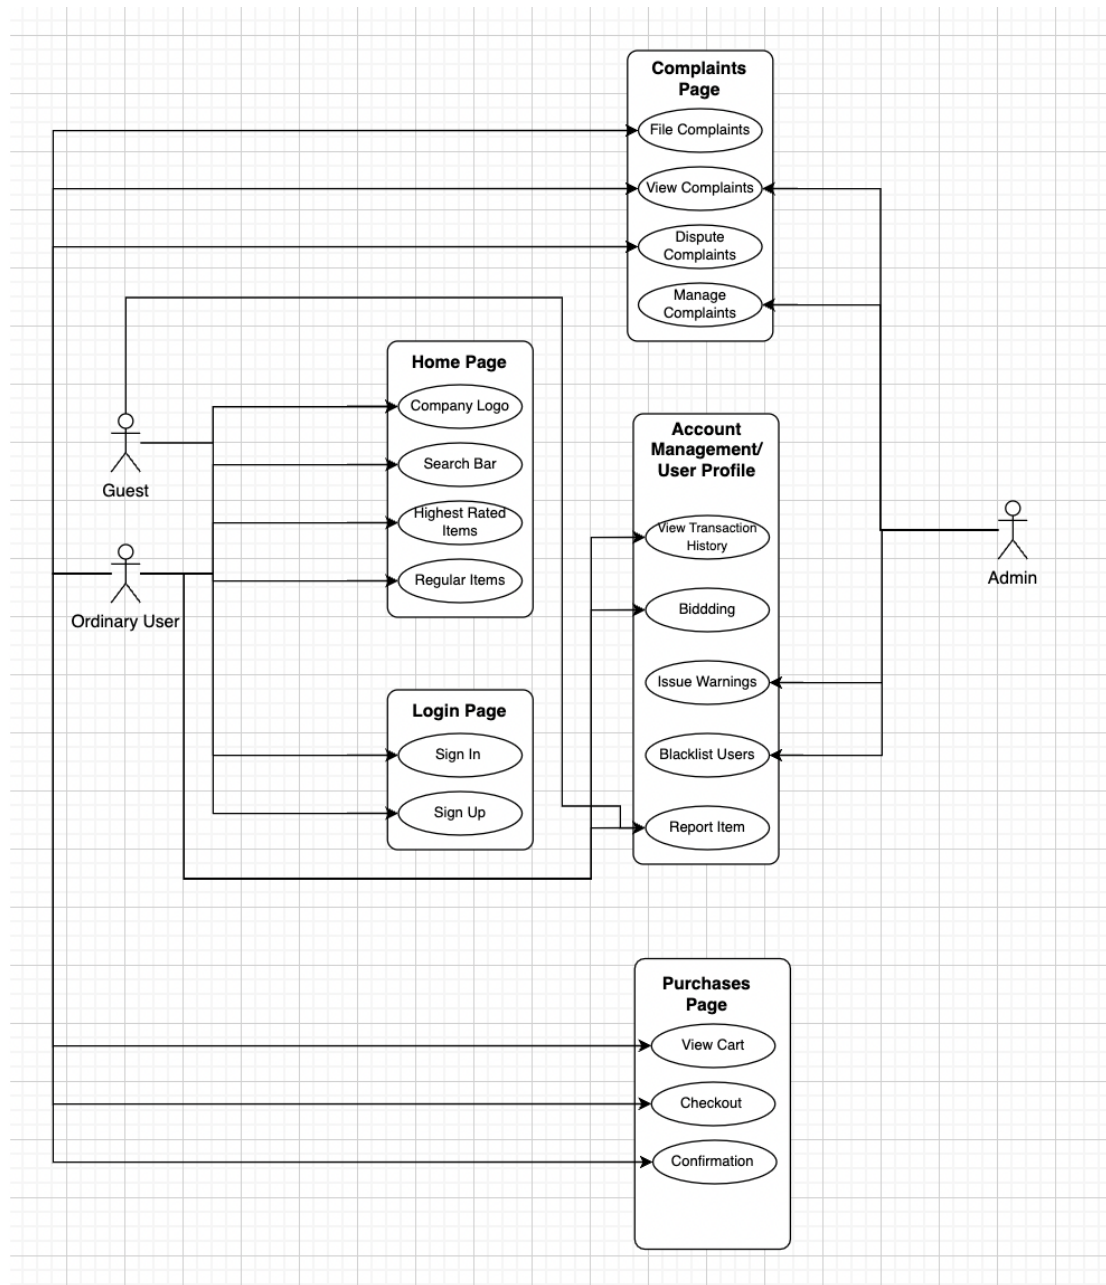 Complaints
Page
File Complaints
View Complaints
Dispute
Complaints
Manage
Complaints
Home Page
Company Logo
Search Bar
Highest Rated
Items
Regular Items
Guest
Ordinary User
Login Page
Sign In
Sign Up
Account
Management/
User Profile
View Transaction
History
Biddding
Issue Warnings
Blacklist Users
Report Item
Admin
Purchases
Page
View Cart
Checkout
Confirmation